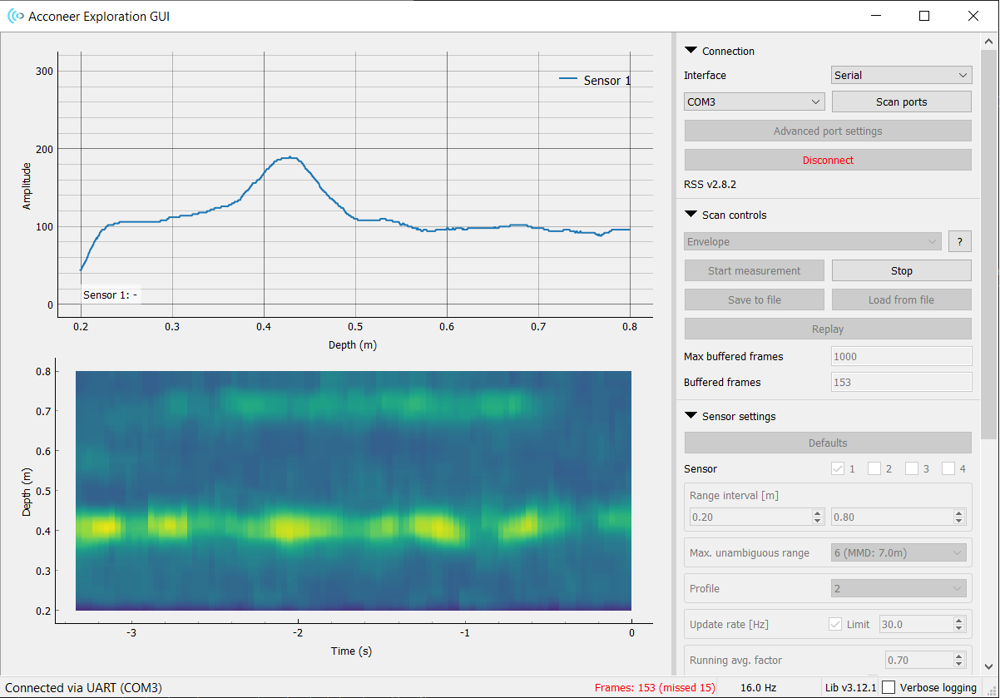 Acconeer Exploration GUI
300
200
100
0
Amplitude
Sensor 1
Sensor 1: -
0.2 0.3 0.4 0.5 0.6 0.7 0.8
Depth (m)
0.8
0.7
0.6
0.5
0.4
0.3
0.2
Depth (m)
-3 -2 -1 0
Time (s)
Connection
Interface Serial
COM3 Scan ports
Advanced port settings
Disconnect
RSS v2.8.2
Scan controls
Envelope ?
Start measurement Stop
Save to file Load from file
Replay
Max buffered frames 1000
Buffered frames 153
Sensor settings
Defaults
Sensor 1 2 3 4
Range interval [m]
0.20 0.80
Max. unambiguous range 6 (MMD: 7.0m)
Profile 2
Update rate [Hz] Limit 30.0
Running avg. factor 0.70
Connected via UART (COM3) Frames: 153 (missed 15) 16.0 Hz Lib v3.12.1 Verbose logging